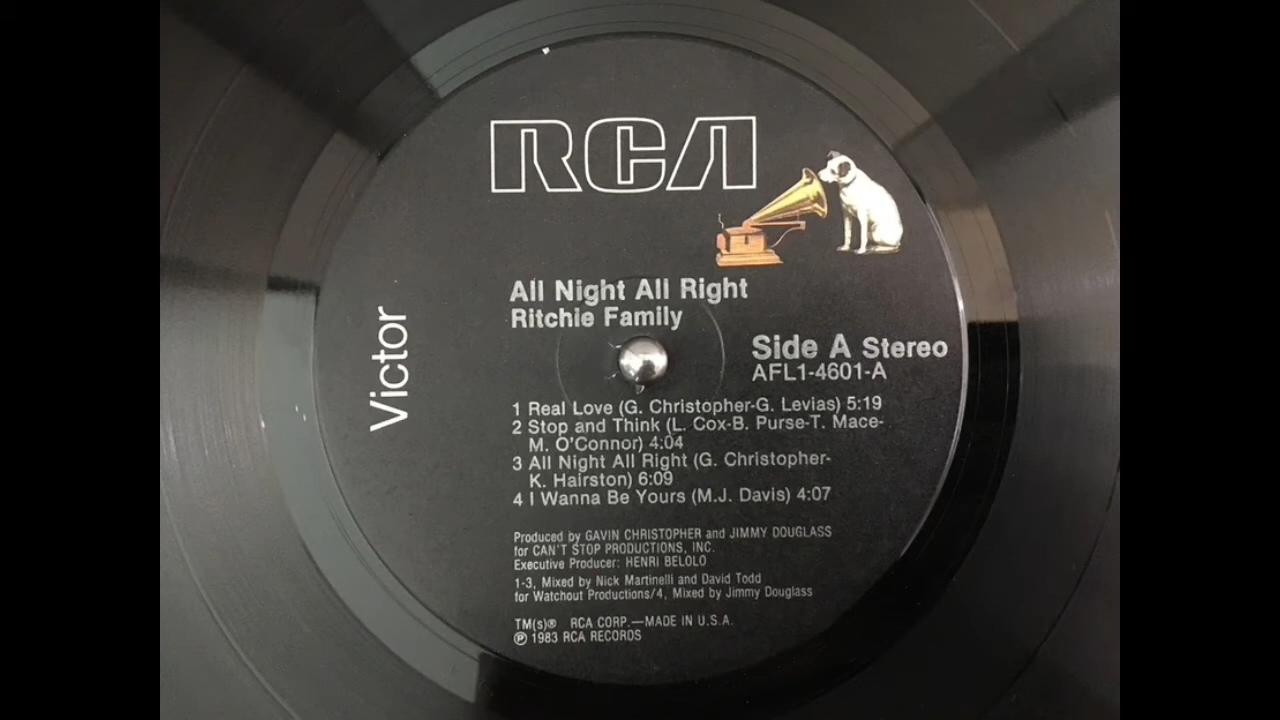 RCA
All Night All Right
Ritchie Family
Victor
Side A Stereo
AFL1-4601-A
1 Real Love (G. Christopher-G. Levias) 5:19
2 Stop and Think (L. Cox-B. Purse-T. Mace-
M. O'Connor) 4:04
3 All Night All Right (G. Christopher-
K. Hairston) 6:09
4 I Wanna Be Yours (M.J. Davis) 4:07
Produced by GAVIN CHRISTOPHER and JIMMY DOUGLASS
for CAN'T STOP PRODUCTIONS, INC.
Executive Producer: HENRI BELOLO
1-3, Mixed by Nick Martinelli and David Todd
for Watchout Productions/4, Mixed by Jimmy Douglass
TM(s)® RCA CORP.—MADE IN U.S.A.
℗ 1983 RCA RECORDS